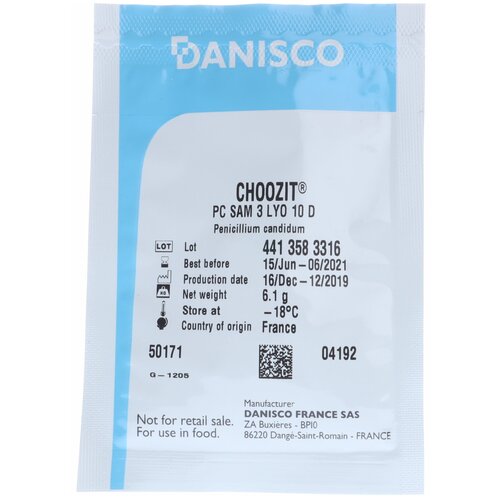 DANISCO
CHOOZIT®
PC SAM 3 LYO 10 D
Penicillium candidum
LOT Lot 441 358 3316
Best before 15/Jun-06/2021
Production date 16/Dec-12/2019
KG Net weight 6.1 g
Store at -18°C
Country of origin France
50171 04192
G-1205
Manufacturer
Not for retail sale. DANISCO FRANCE SAS
For use in food. ZA Buxieres - BP10
86220 Dangé-Saint-Romain - FRANCE